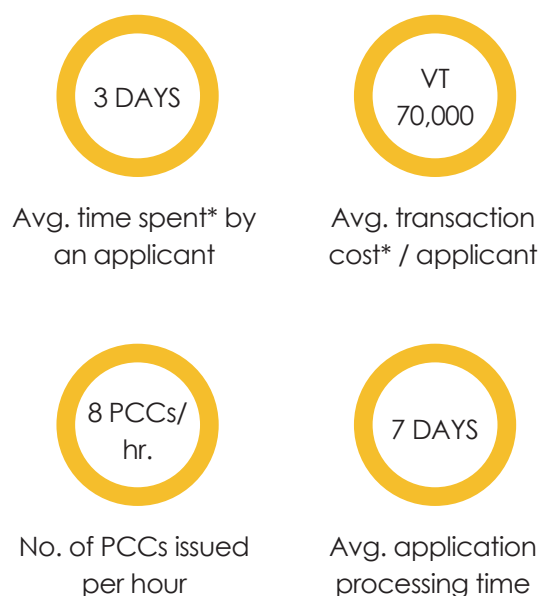 3 DAYS
Avg. time spent* by
an applicant
VT
70,000
Avg. transaction
cost* / applicant
8 PCCs/
hr.
No. of PCCs issued
per hour
7 DAYS
Avg. application
processing time